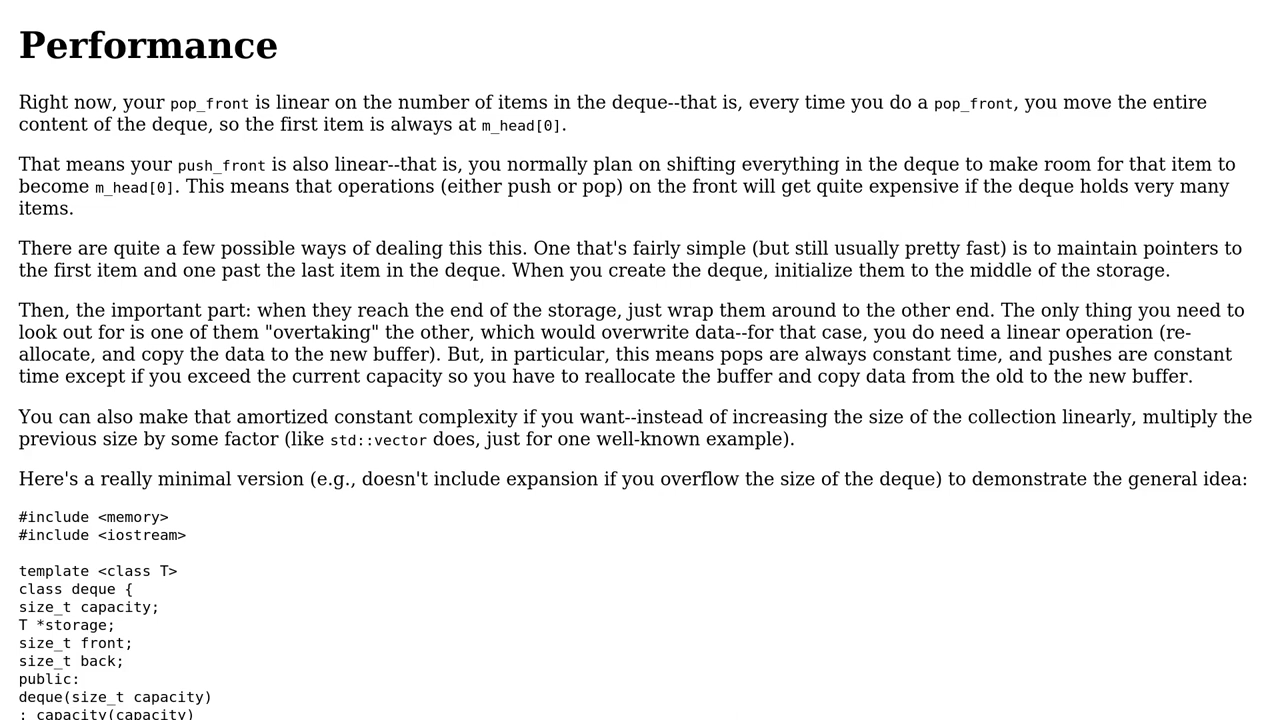 Performance
Right now, your pop_front is linear on the number of items in the deque--that is, every time you do a pop_front, you move the entire
content of the deque, so the first item is always at m_head[0].
That means your push_front is also linear--that is, you normally plan on shifting everything in the deque to make room for that item to
become m_head[0]. This means that operations (either push or pop) on the front will get quite expensive if the deque holds very many
items.
There are quite a few possible ways of dealing this this. One that's fairly simple (but still usually pretty fast) is to maintain pointers to
the first item and one past the last item in the deque. When you create the deque, initialize them to the middle of the storage.
Then, the important part: when they reach the end of the storage, just wrap them around to the other end. The only thing you need to
look out for is one of them "overtaking" the other, which would overwrite data--for that case, you do need a linear operation (re-
allocate, and copy the data to the new buffer). But, in particular, this means pops are always constant time, and pushes are constant
time except if you exceed the current capacity so you have to reallocate the buffer and copy data from the old to the new buffer.
You can also make that amortized constant complexity if you want--instead of increasing the size of the collection linearly, multiply the
previous size by some factor (like std::vector does, just for one well-known example).
Here's a really minimal version (e.g., doesn't include expansion if you overflow the size of the deque) to demonstrate the general idea:
#include <memory>
#include <iostream>
template <class T>
class deque {
size_t capacity;
T *storage;
size_t front;
size_t back;
public:
deque(size_t capacity)
: capacity(capacity)